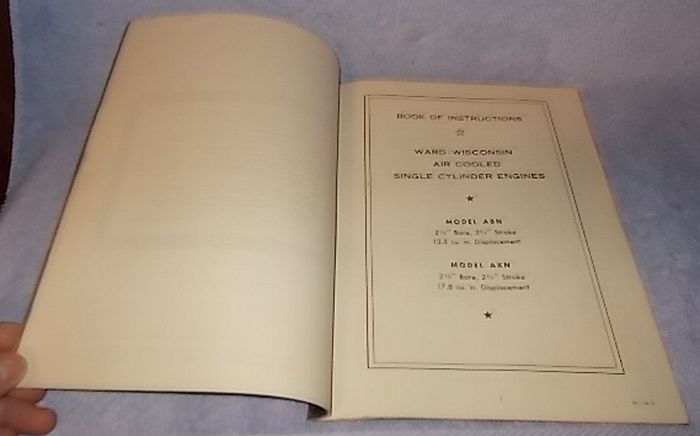 BOOK OF INSTRUCTIONS
WARD-WISCONSIN
AIR COOLED
SINGLE CYLINDER ENGINES
MODEL ABN
Bore, Stroke
13.3 cu. in. Displacement
MODEL AKN
Bore, Stroke
17.8 cu. in. Displacement
1